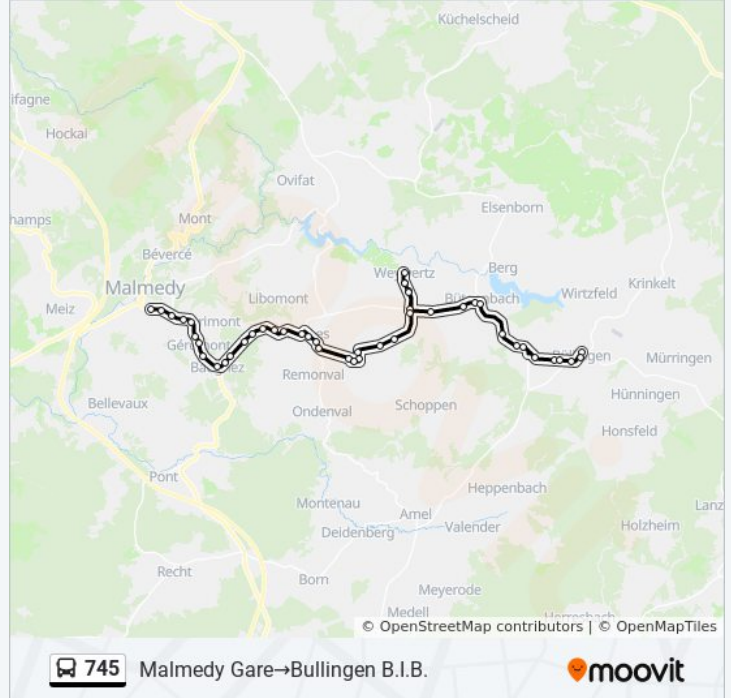 Küchelscheid
ifagne
Hockai
Ovifat
Elsenborn
hamps
Mont
Bévercé
Berg
Krinkelt
Malmedy
Wirtzfeld
Libomont
Meiz
Mürringen
Remonval
Hünningen
Bellevaux
Ondenval
Schoppen
Honsfeld
Pont
Heppenbach
Montenau
Lanz
Amel
Valender
Holzheim
Deidenberg
Recht
Born
Meyerode
Medell
© OpenStreetMap contributors | © OpenMapTiles
745 Malmedy Gare→Bullingen B.I.B.
moovit